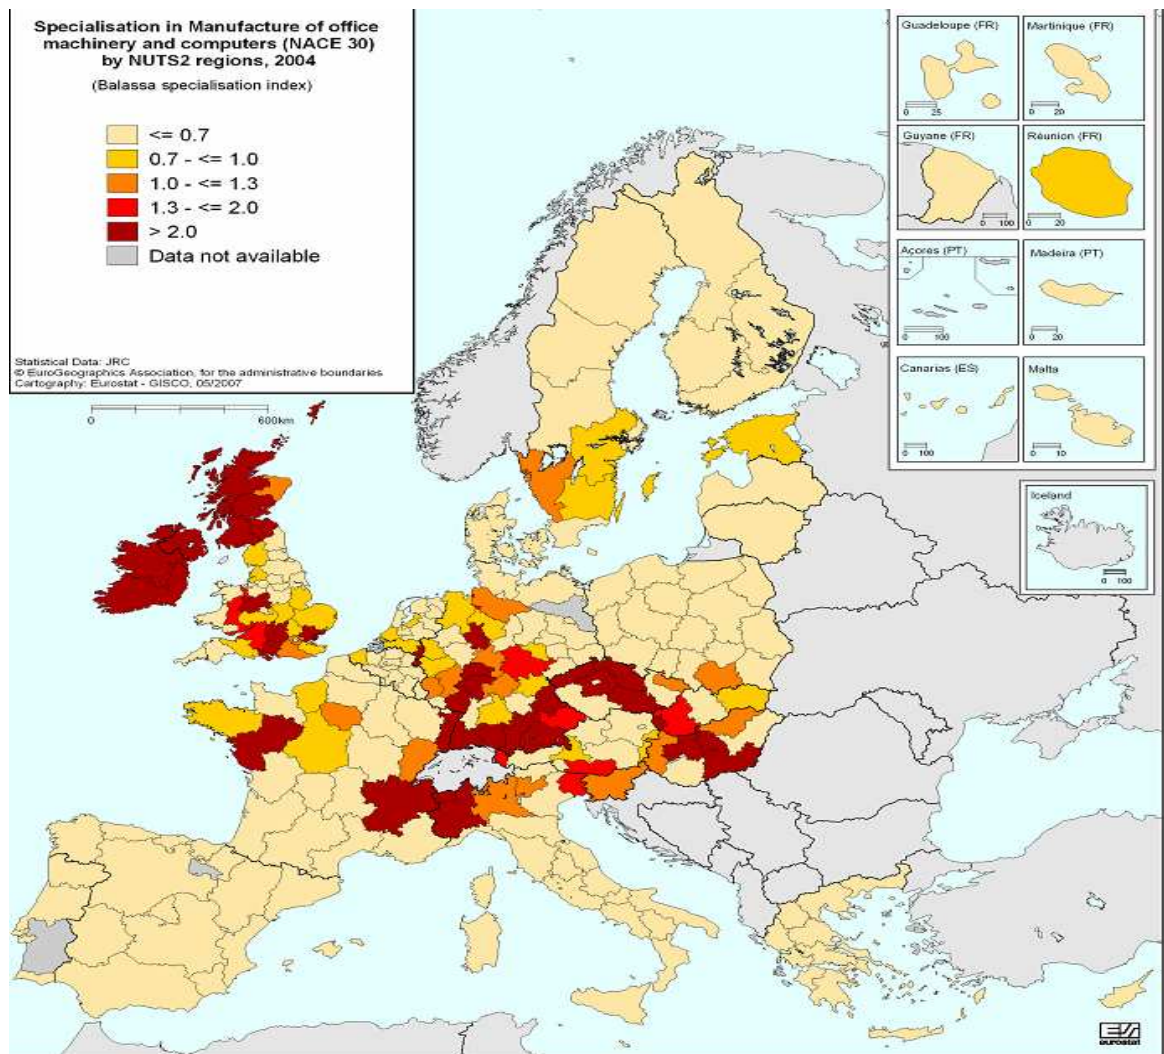 Specialisation in Manufacture of office
machinery and computers (NACE 30)
by NUTS2 regions, 2004
(Balassa specialisation index)
<= 0.7
0.7 - <= 1.0
1.0 - <= 1.3
1.3 - <= 2.0
> 2.0
Data not available
Statistical Data: JRC
© EuroGeographics Association, for the administrative boundaries
Cartography: Eurostat - GISCO, 05/2007
0 600km
Guadeloupe (FR)
0 25
Martinique (FR)
0 20
Guyane (FR)
0 100
Réunion (FR)
0 20
Açores (PT)
0 100
Madeira (PT)
0 20
Canarias (ES)
0 100
Malta
0 10
Iceland
0 100
eurostat